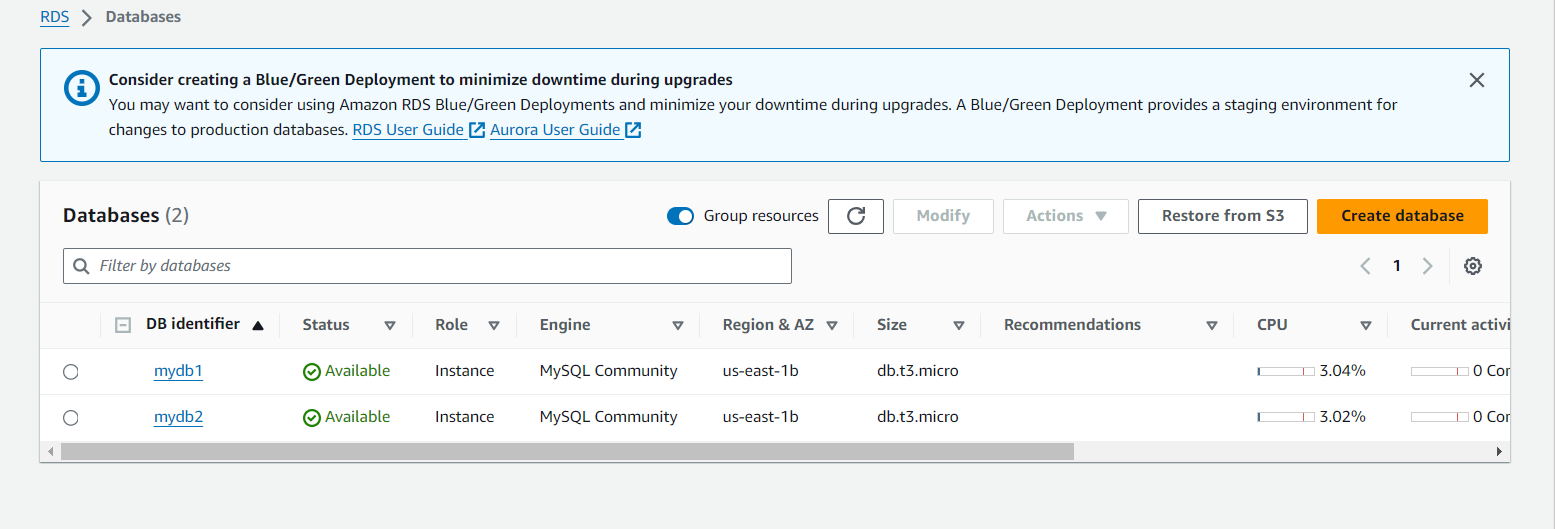 RDS > Databases
Consider creating a Blue/Green Deployment to minimize downtime during upgrades
You may want to consider using Amazon RDS Blue/Green Deployments and minimize your downtime during upgrades. A Blue/Green Deployment provides a staging environment for
changes to production databases. RDS User Guide Aurora User Guide
Databases (2) Group resources Modify Actions Restore from S3 Create database
Filter by databases 1
DB identifier Status Role Engine Region & AZ Size Recommendations CPU Current activi
mydb1 Available Instance MySQL Community us-east-1b db.t3.micro 3.04% 0 Con
mydb2 Available Instance MySQL Community us-east-1b db.t3.micro 3.02% 0 Con